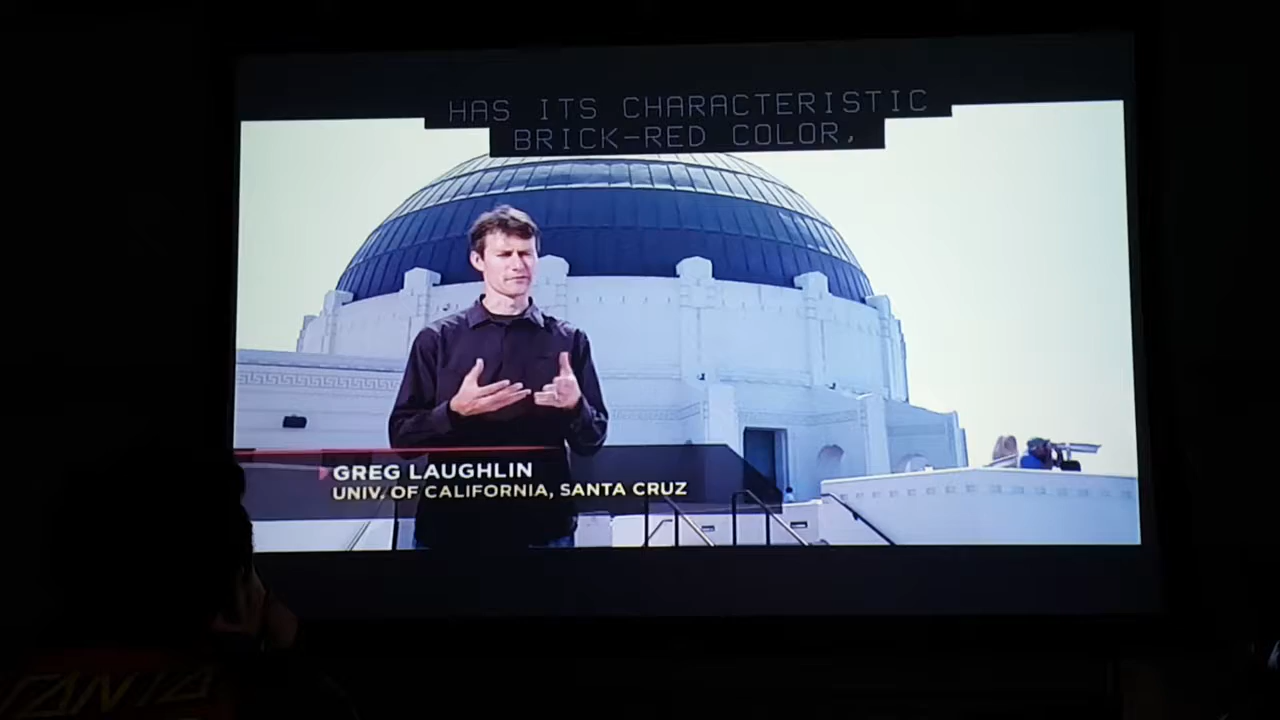 HAS ITS CHARACTERISTIC
BRICK-RED COLOR,
GREG LAUGHLIN
UNIV. OF CALIFORNIA, SANTA CRUZ